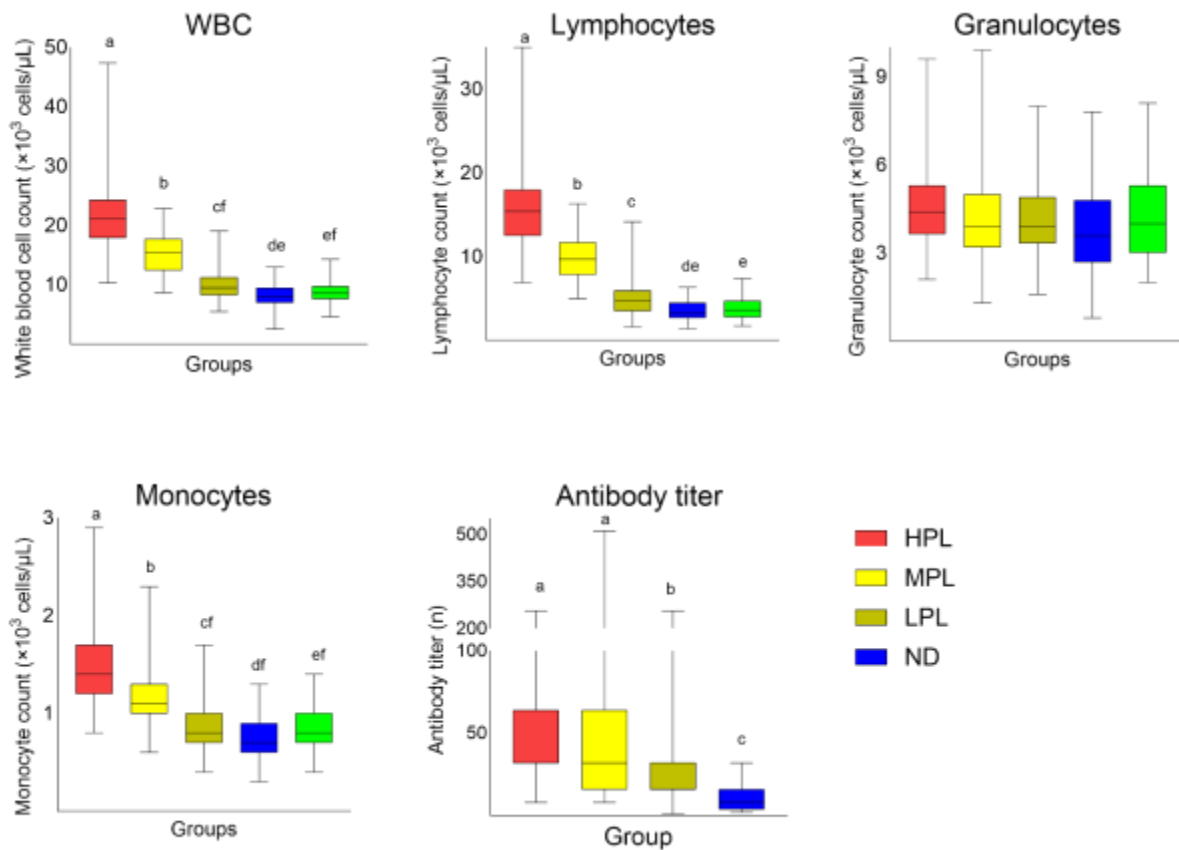 WBC
White blood cell count (×10³ cells/µL)
50
40
30
20
10
a
b
cf
de
ef
Groups
Lymphocytes
Lymphocyte count (×10³ cells/µL)
30
20
10
a
b
c
de
e
Groups
Granulocytes
Granulocyte count (×10³ cells/µL)
9
6
3
Groups
Monocytes
Monocyte count (×10³ cells/µL)
3
2
1
a
b
cf
df
ef
Groups
Antibody titer
Antibody titer (n)
500
350
200
100
50
a
a
b
c
Group
HPL
MPL
LPL
ND